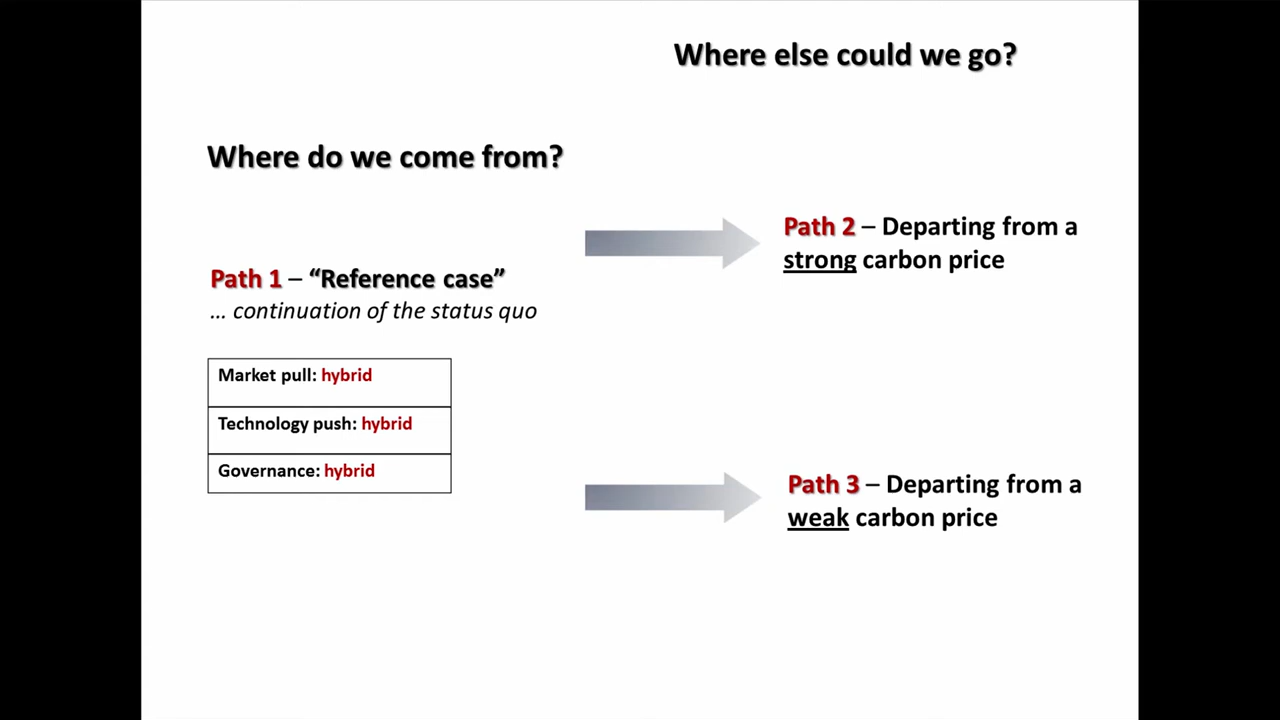 Where else could we go?
Where do we come from?
Path 1 – “Reference case”
... continuation of the status quo
Market pull: hybrid
Technology push: hybrid
Governance: hybrid
Path 2 – Departing from a
strong carbon price
Path 3 – Departing from a
weak carbon price